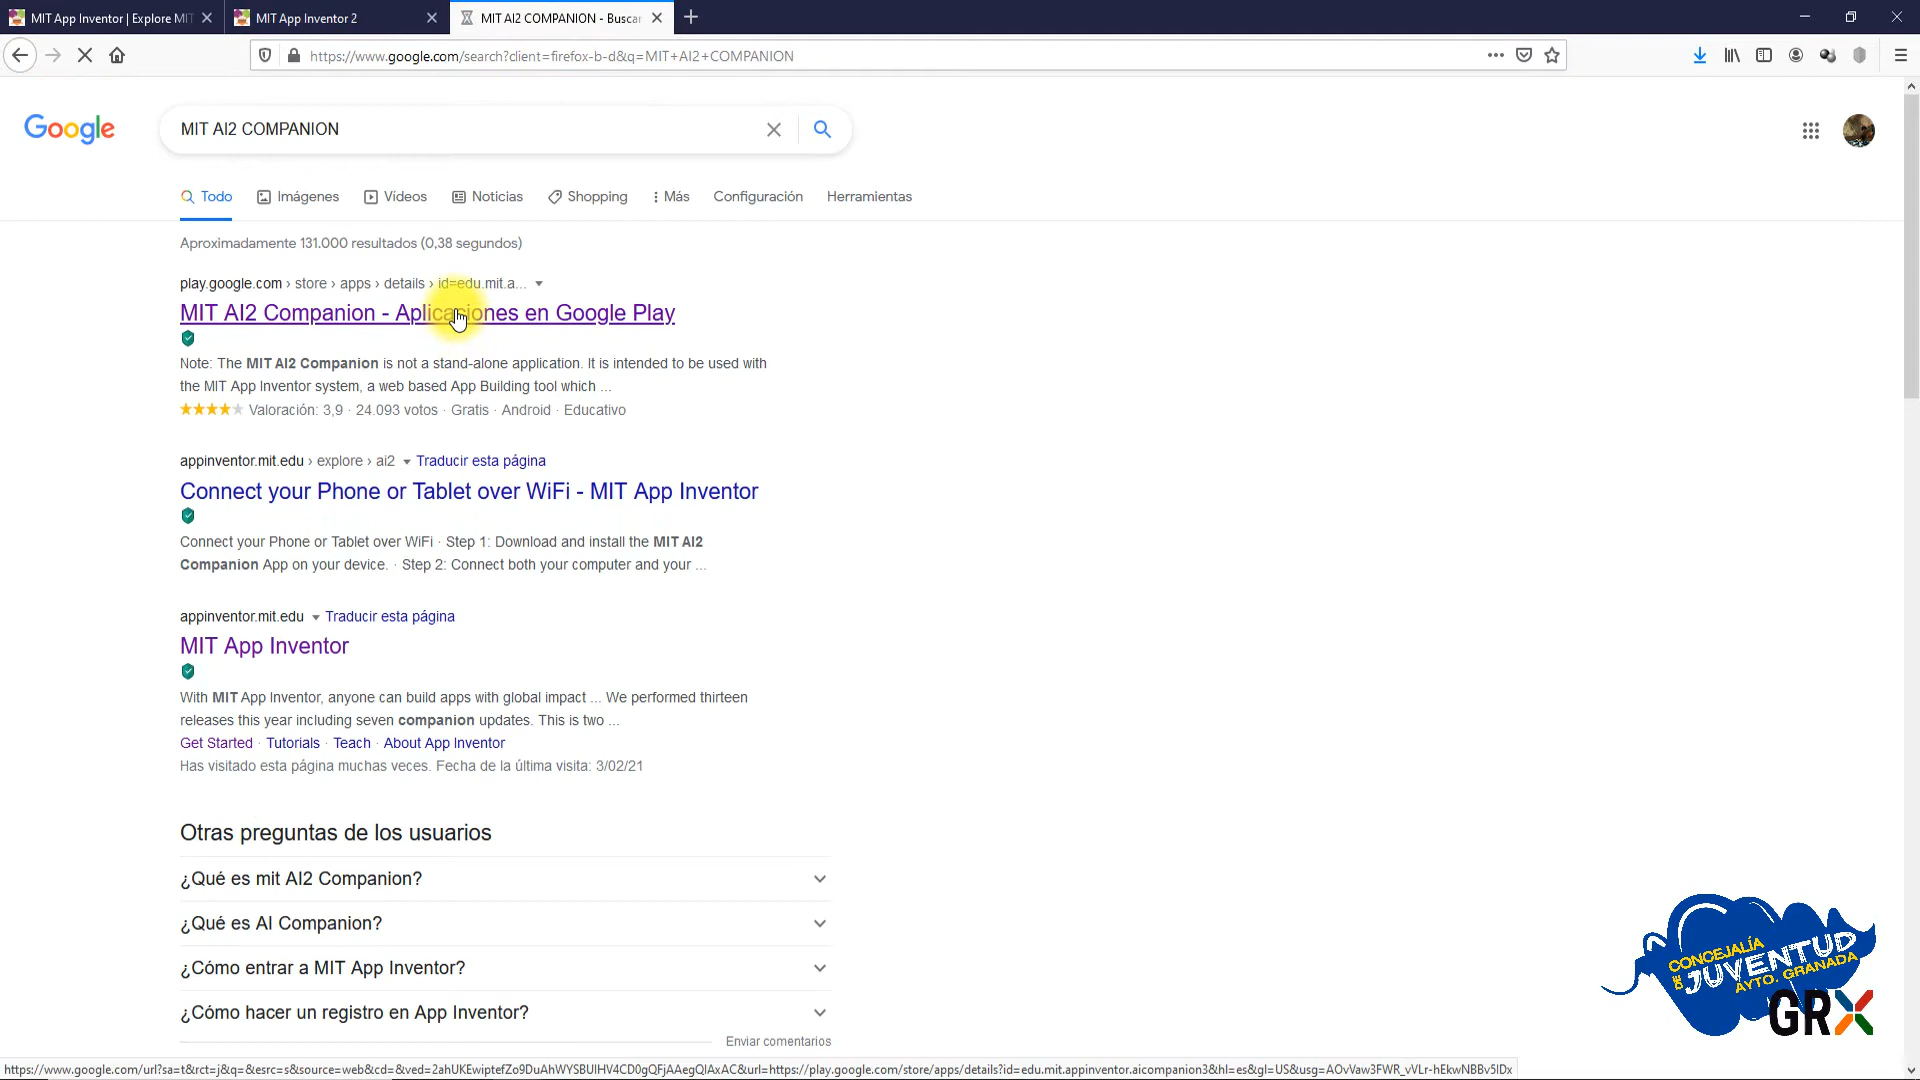 MIT App Inventor | Explore MIT
MIT App Inventor 2
MIT AI2 COMPANION - Buscar
https://www.google.com/search?client=firefox-b-d&q=MIT+AI2+COMPANION
Google
MIT AI2 COMPANION
Todo
Imágenes
Vídeos
Noticias
Shopping
Más
Configuración
Herramientas
Aproximadamente 131.000 resultados (0,38 segundos)
play.google.com › store › apps › details › id=edu.mit.a...
MIT AI2 Companion - Aplicaciones en Google Play
Note: The MIT AI2 Companion is not a stand-alone application. It is intended to be used with
the MIT App Inventor system, a web based App Building tool which ...
Valoración: 3,9 · 24.093 votos · Gratis · Android · Educativo
appinventor.mit.edu › explore › ai2 Traducir esta página
Connect your Phone or Tablet over WiFi - MIT App Inventor
Connect your Phone or Tablet over WiFi · Step 1: Download and install the MIT AI2
Companion App on your device. · Step 2: Connect both your computer and your ...
appinventor.mit.edu Traducir esta página
MIT App Inventor
With MIT App Inventor, anyone can build apps with global impact ... We performed thirteen
releases this year including seven companion updates. This is two ...
Get Started · Tutorials · Teach · About App Inventor
Has visitado esta página muchas veces. Fecha de la última visita: 3/02/21
Otras preguntas de los usuarios
¿Qué es mit AI2 Companion?
¿Qué es AI Companion?
¿Cómo entrar a MIT App Inventor?
¿Cómo hacer un registro en App Inventor?
Enviar comentarios
CONCEJALÍA
DE JUVENTUD
AYTO. GRANADA
GRX